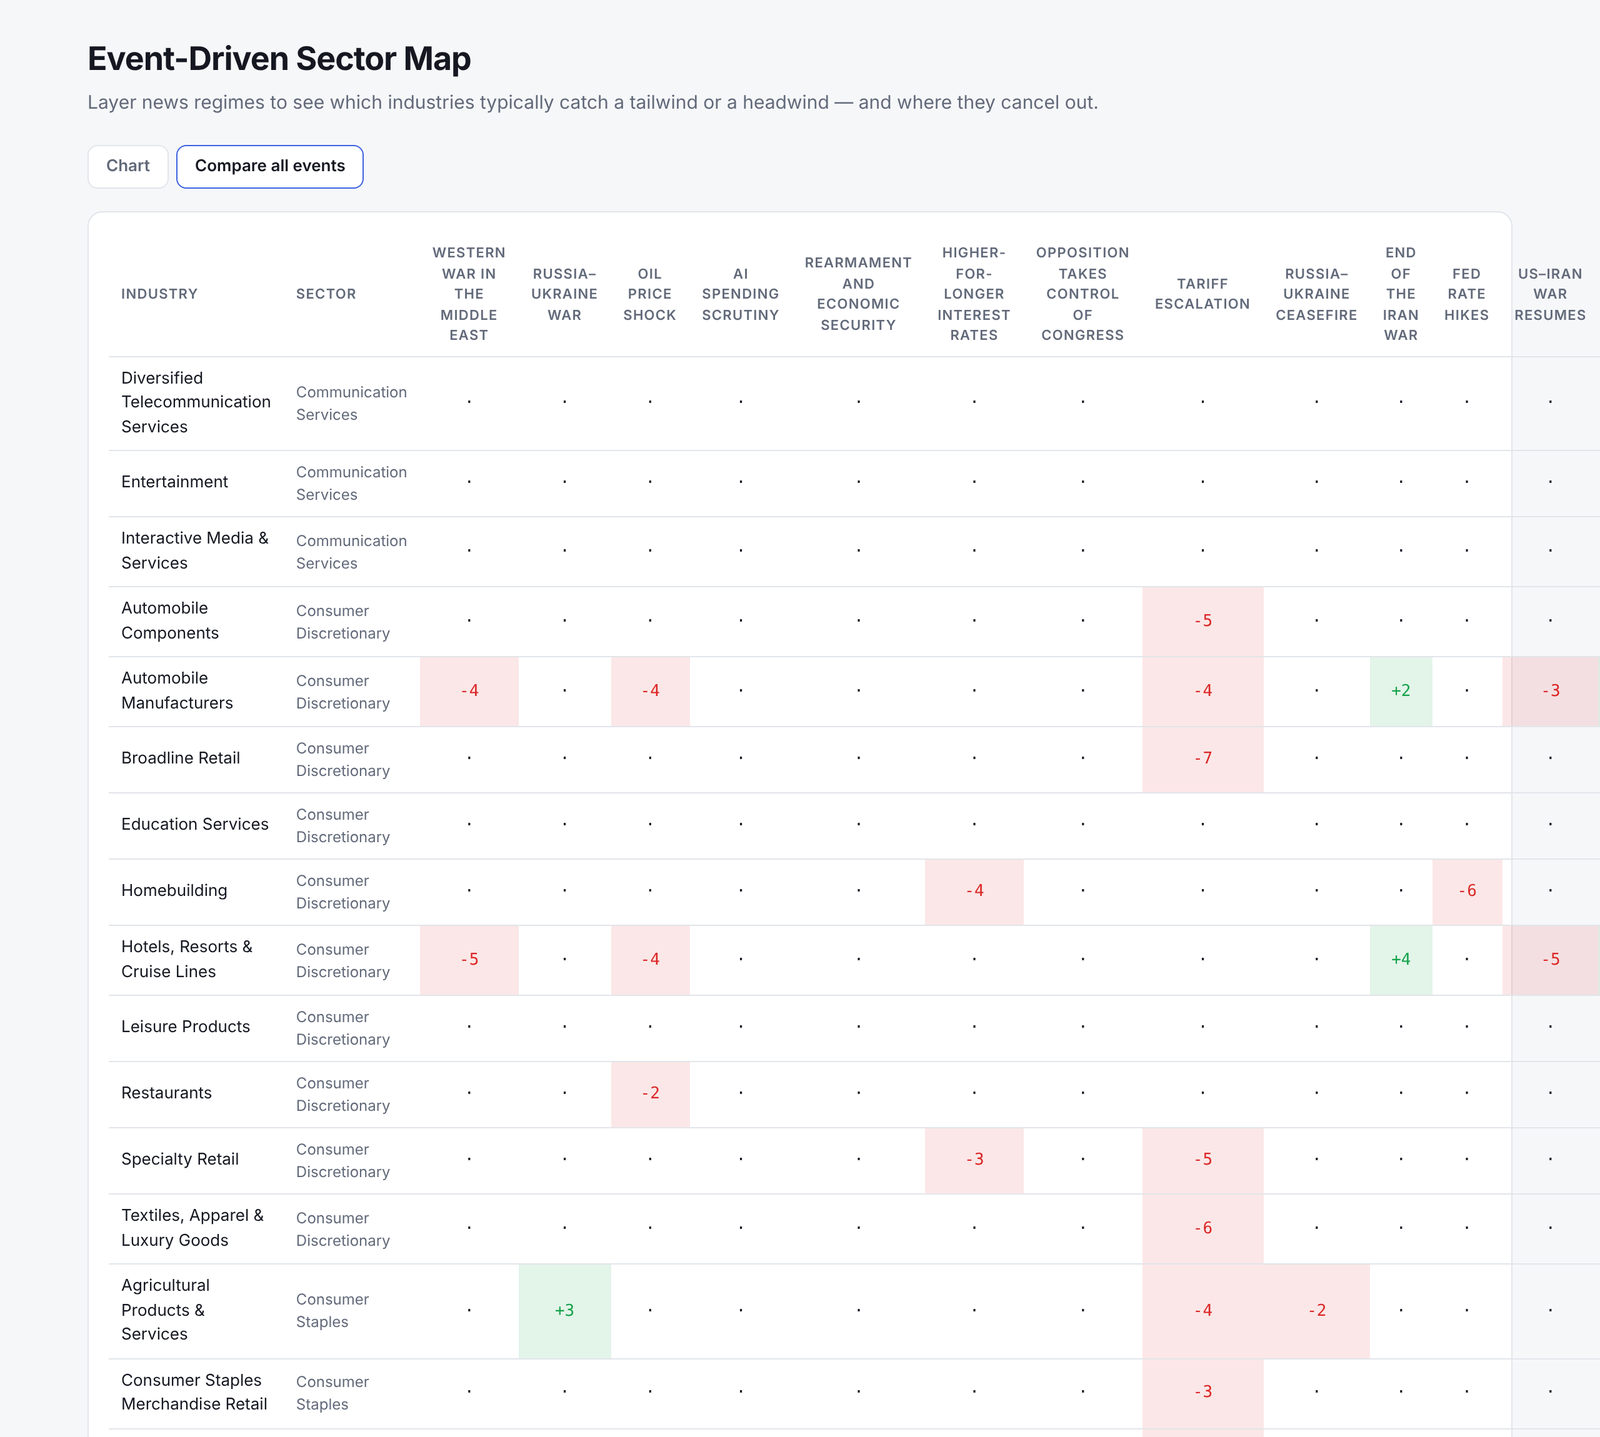 Event-Driven Sector Map
Layer news regimes to see which industries typically catch a tailwind or a headwind — and where they cancel out.
Chart
Compare all events
INDUSTRY
SECTOR
WESTERN
WAR IN
THE
MIDDLE
EAST
RUSSIA–
UKRAINE
WAR
OIL
PRICE
SHOCK
AI
SPENDING
SCRUTINY
REARMAMENT
AND
ECONOMIC
SECURITY
HIGHER-
FOR-
LONGER
INTEREST
RATES
OPPOSITION
TAKES
CONTROL
OF
CONGRESS
TARIFF
ESCALATION
RUSSIA–
UKRAINE
CEASEFIRE
END
OF
THE
IRAN
WAR
FED
RATE
HIKES
US–IRAN
WAR
RESUMES
Diversified
Telecommunication
Services
Communication
Services
· · · · · · · · · · · ·
Entertainment
Communication
Services
· · · · · · · · · · · ·
Interactive Media &
Services
Communication
Services
· · · · · · · · · · · ·
Automobile
Components
Consumer
Discretionary
· · · · · · · -5 · · · ·
Automobile
Manufacturers
Consumer
Discretionary
-4 · -4 · · · · -4 · +2 · -3
Broadline Retail
Consumer
Discretionary
· · · · · · · -7 · · · ·
Education Services
Consumer
Discretionary
· · · · · · · · · · · ·
Homebuilding
Consumer
Discretionary
· · · · · -4 · · · · -6 ·
Hotels, Resorts &
Cruise Lines
Consumer
Discretionary
-5 · -4 · · · · · · +4 · -5
Leisure Products
Consumer
Discretionary
· · · · · · · · · · · ·
Restaurants
Consumer
Discretionary
· · -2 · · · · · · · · ·
Specialty Retail
Consumer
Discretionary
· · · · · -3 · -5 · · · ·
Textiles, Apparel &
Luxury Goods
Consumer
Discretionary
· · · · · · · -6 · · · ·
Agricultural
Products &
Services
Consumer
Staples
· +3 · · · · · -4 -2 · · ·
Consumer Staples
Merchandise Retail
Consumer
Staples
· · · · · · · -3 · · · ·